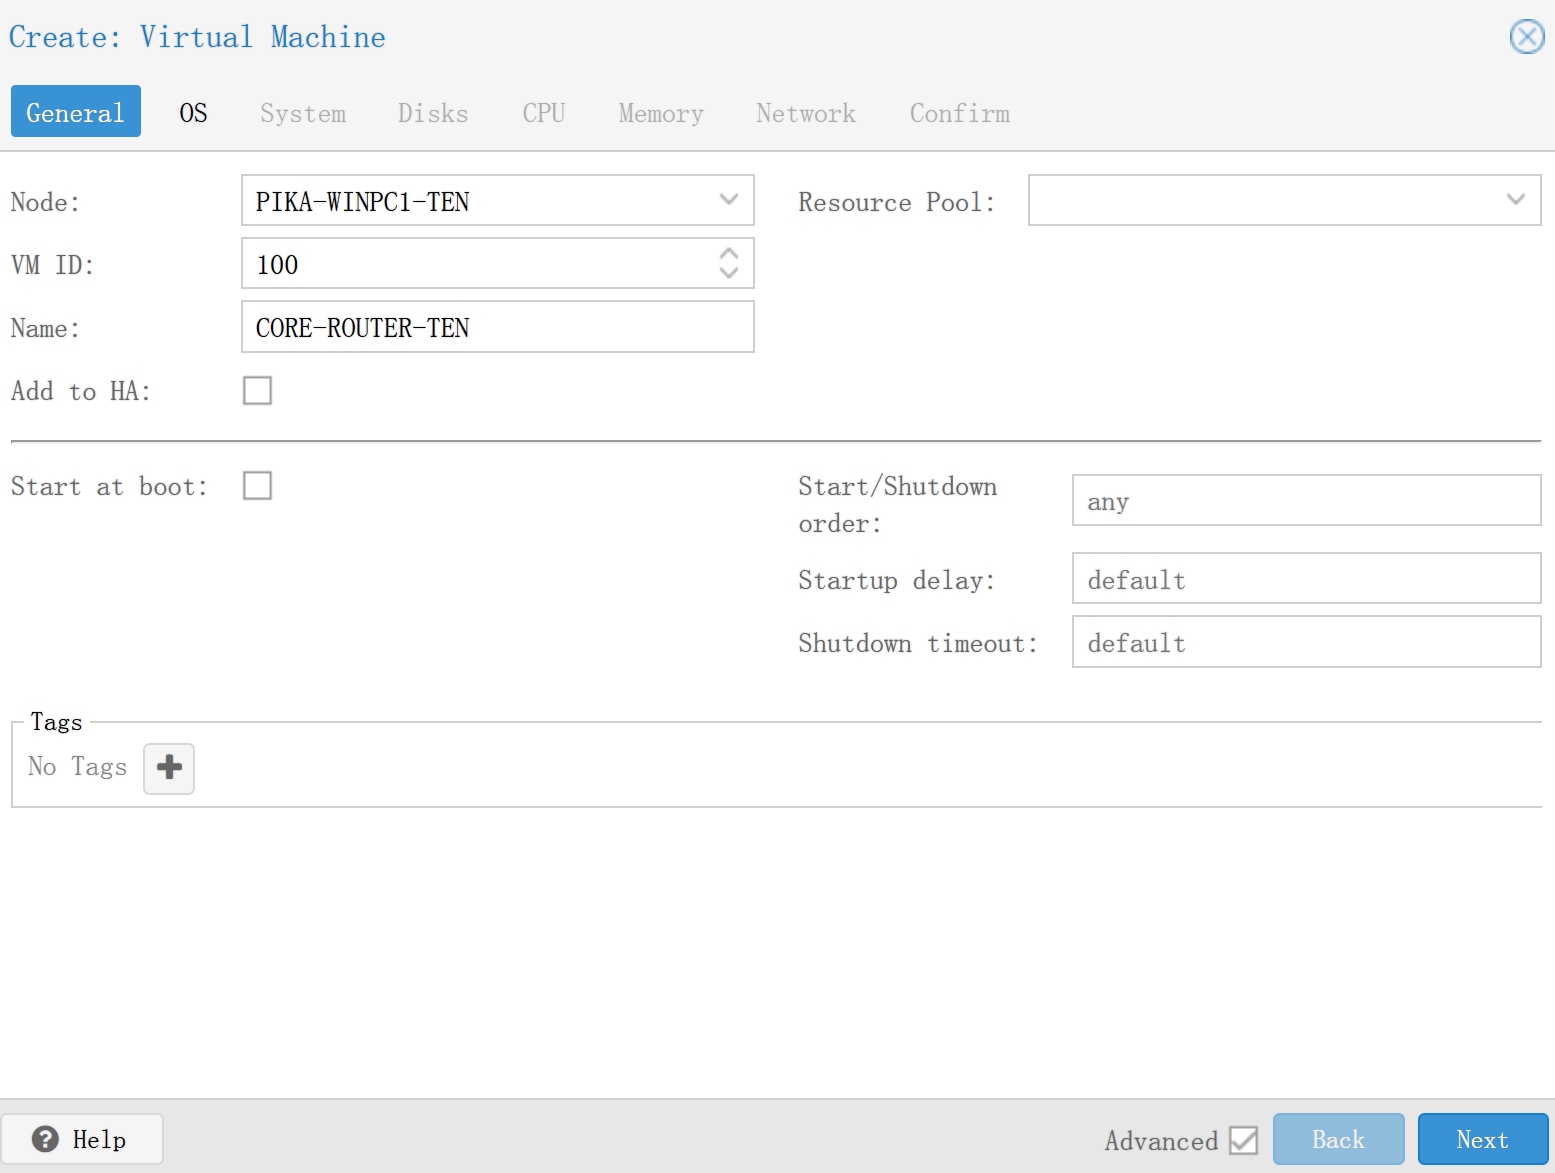 Create: Virtual Machine
General OS System Disks CPU Memory Network Confirm
Node: PIKA-WINPC1-TEN Resource Pool:
VM ID: 100
Name: CORE-ROUTER-TEN
Add to HA:
Start at boot: Start/Shutdown order: any
Startup delay: default
Shutdown timeout: default
Tags
No Tags
Help Advanced Back Next